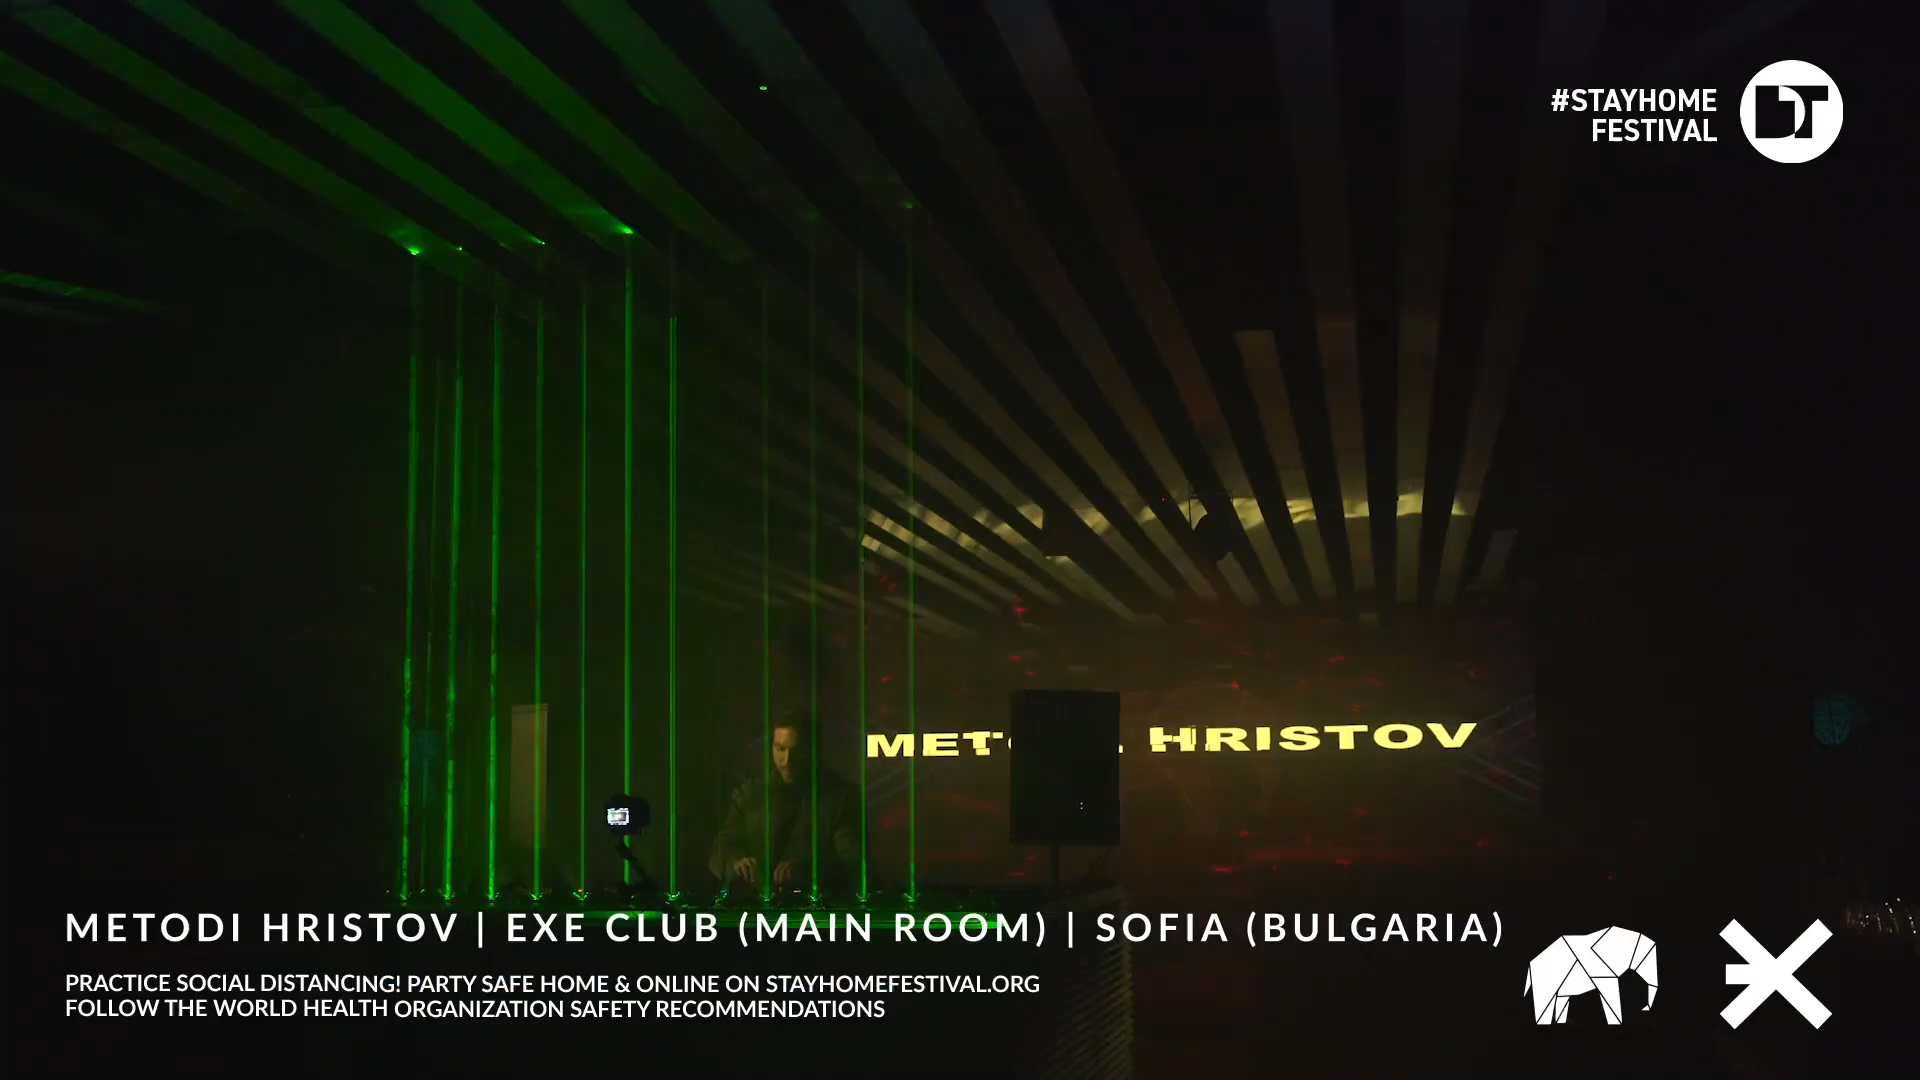 #STAYHOME
FESTIVAL
DT
HRISTOV
METODI HRISTOV | EXE CLUB (MAIN ROOM) | SOFIA (BULGARIA)
PRACTICE SOCIAL DISTANCING! PARTY SAFE HOME & ONLINE ON STAYHOMEFESTIVAL.ORG
FOLLOW THE WORLD HEALTH ORGANIZATION SAFETY RECOMMENDATIONS